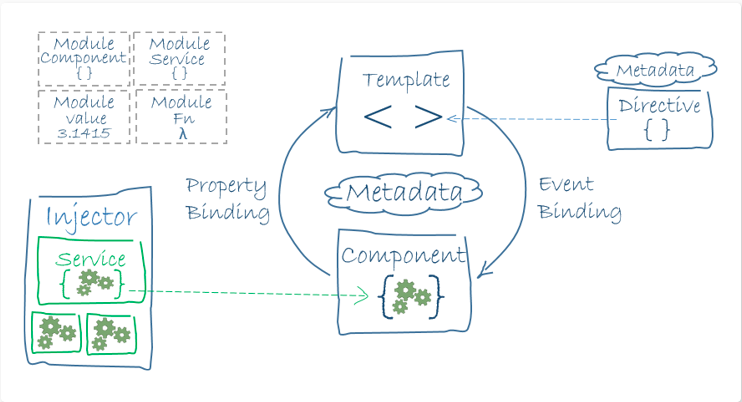 Module
Component
{ }
Module
Service
{ }
Module
value
3.1415
Module
Fn
λ
Template
< >
Metadata
Directive
{ }
Property
Binding
Metadata
Event
Binding
Injector
Service
{ }
Component
{ }